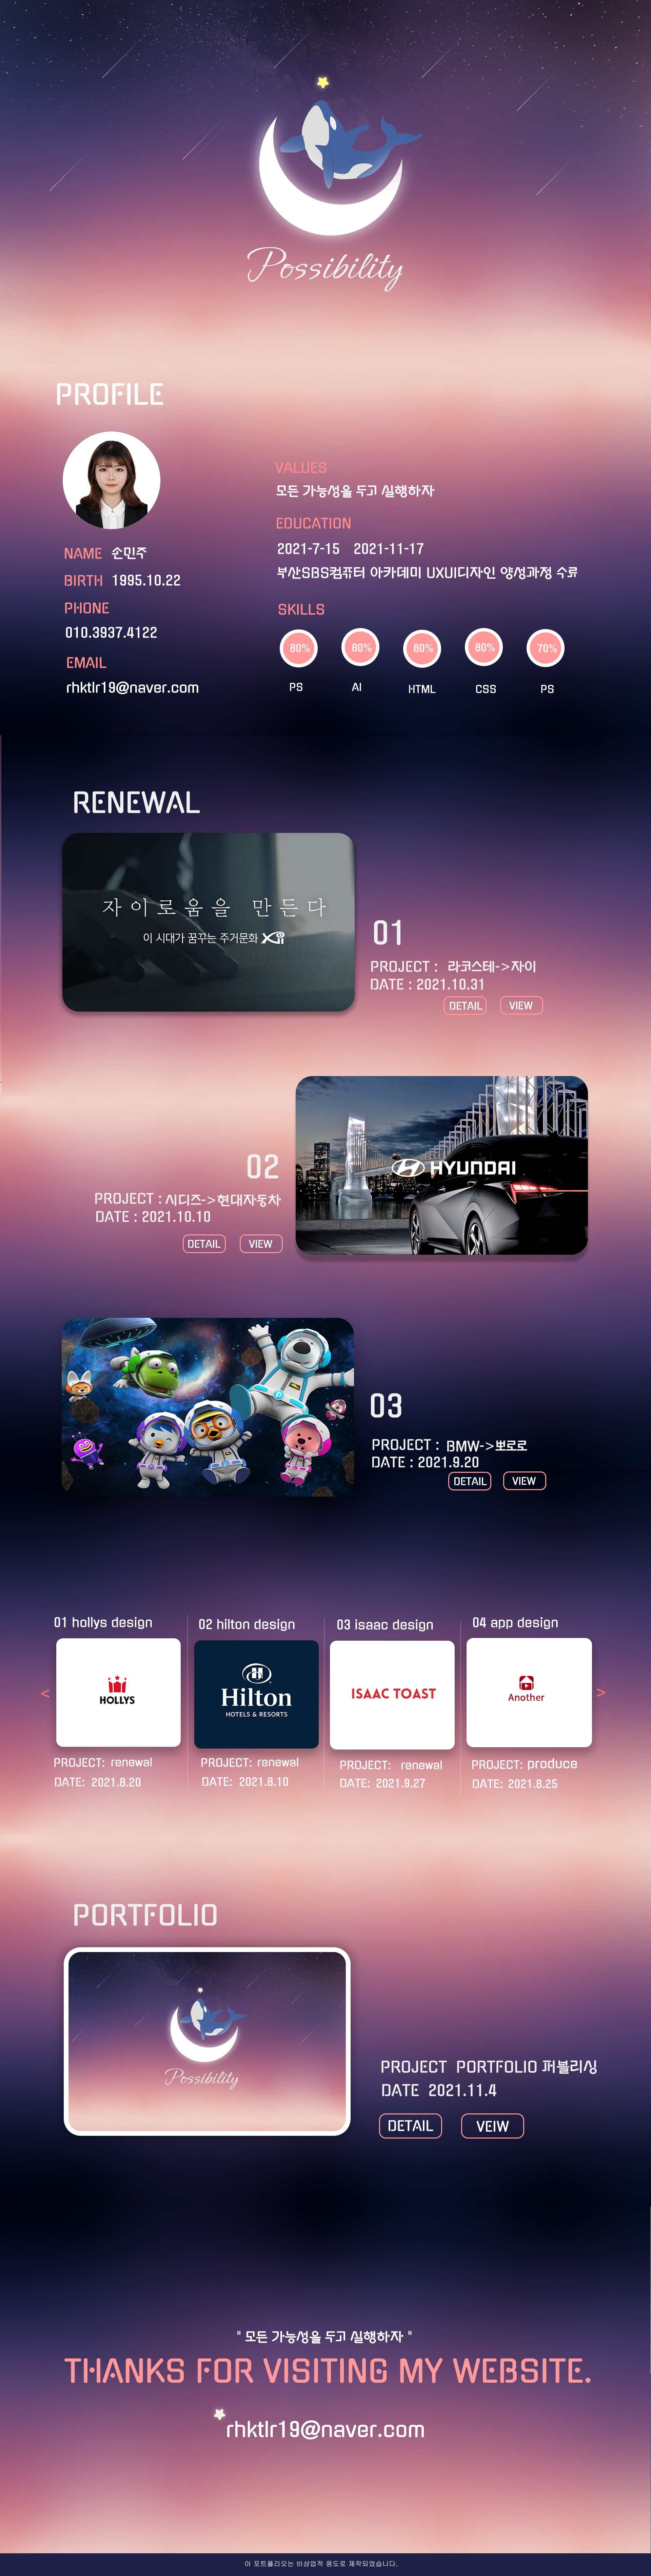 Possibility
PROFILE
NAME 손민주
BIRTH 1995.10.22
PHONE
010.3937.4122
EMAIL
rhktlr19@naver.com
VALUES
모든 가능성을 두고 실행하자
EDUCATION
2021-7-15 2021-11-17
부산SBS컴퓨터 아카데미 UXUI디자인 양성과정 수료
SKILLS
80% 80% 80% 80% 70%
PS AI HTML CSS PS
RENEWAL
자이로움을 만든다
이 시대가 꿈꾸는 주거문화 Xi
01
PROJECT : 라코스테->자이
DATE : 2021.10.31
DETAIL VIEW
HYUNDAI
02
PROJECT : 시디즈->현대자동차
DATE : 2021.10.10
DETAIL VIEW
03
PROJECT : BMW->뽀로로
DATE : 2021.9.20
DETAIL VIEW
01 hollys design
HOLLYS
PROJECT: renewal
DATE: 2021.8.20
02 hilton design
Hilton
HOTELS & RESORTS
PROJECT: renewal
DATE: 2021.8.10
03 isaac design
ISAAC TOAST
PROJECT: renewal
DATE: 2021.9.27
04 app design
Another
PROJECT: produce
DATE: 2021.8.25
< >
PORTFOLIO
Possibility
PROJECT PORTFOLIO 퍼블리싱
DATE 2021.11.4
DETAIL VEIW
" 모든 가능성을 두고 실행하자 "
THANKS FOR VISITING MY WEBSITE.
rhktlr19@naver.com
이 포트폴리오는 비상업적 용도로 제작되었습니다.